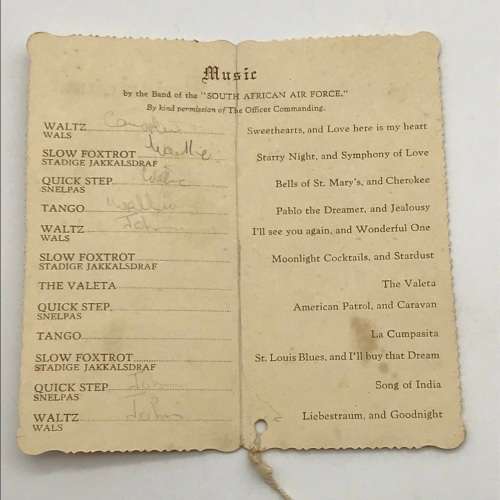 Music
by the Band of the "SOUTH AFRICAN AIR FORCE."
By kind permission of The Officer Commanding.
WALTZ Sweethearts, and Love here is my heart
WALS
SLOW FOXTROT Starry Night, and Symphony of Love
STADIGE JAKKALSDRAF
QUICK STEP Bells of St. Mary's, and Cherokee
SNELPAS
TANGO Pablo the Dreamer, and Jealousy
WALTZ John I'll see you again, and Wonderful One
WALS
SLOW FOXTROT Moonlight Cocktails, and Stardust
STADIGE JAKKALSDRAF
THE VALETA The Valeta
QUICK STEP American Patrol, and Caravan
SNELPAS
TANGO La Cumpasita
SLOW FOXTROT St. Louis Blues, and I'll buy that Dream
STADIGE JAKKALSDRAF
QUICK STEP Song of India
SNELPAS
WALTZ John Liebestraum, and Goodnight
WALS